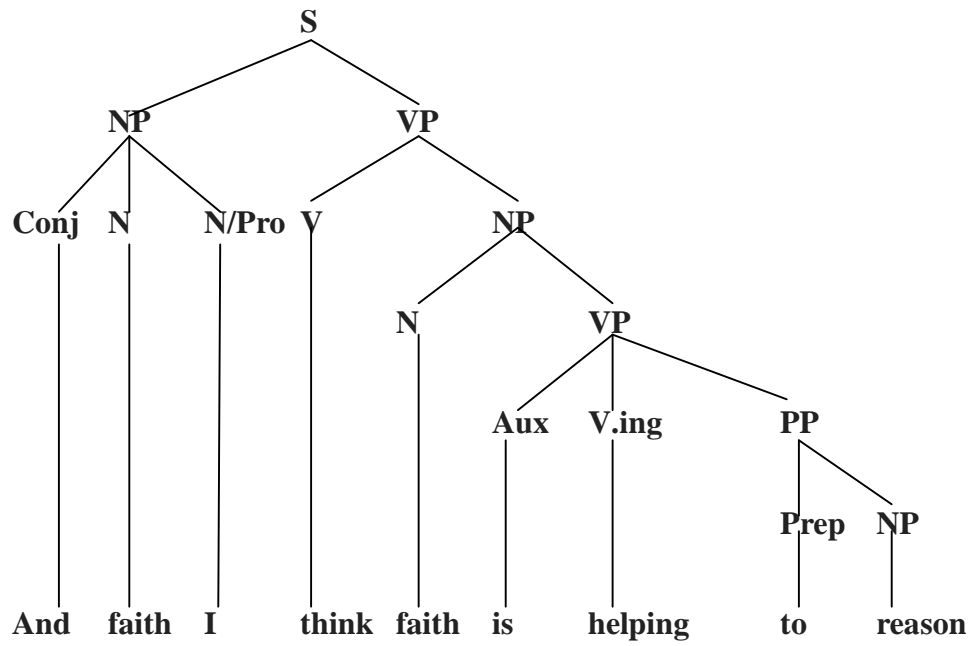 S
NP VP
Conj N N/Pro V NP
N VP
Aux V.ing PP
Prep NP
And faith I think faith is helping to reason